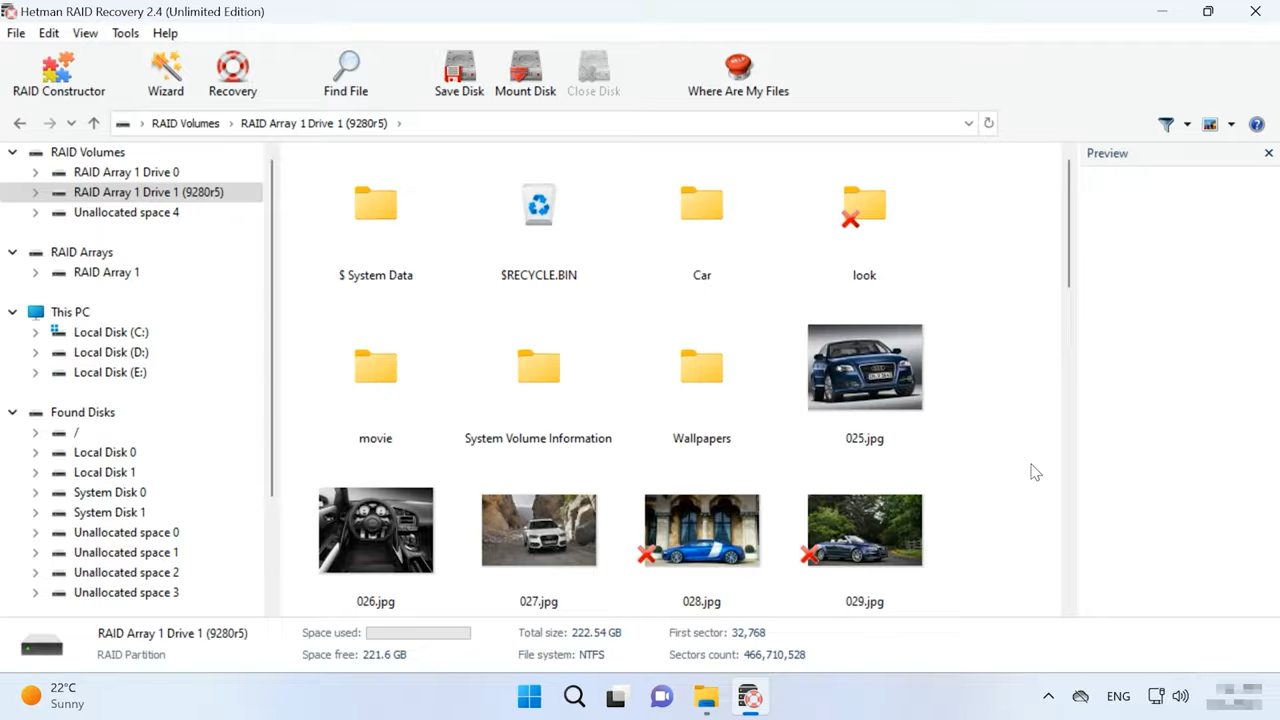 Hetman RAID Recovery 2.4 (Unlimited Edition)
File Edit View Tools Help
RAID Constructor Wizard Recovery Find File Save Disk Mount Disk Close Disk Where Are My Files
RAID Volumes RAID Array 1 Drive 1 (9280r5)
RAID Volumes
RAID Array 1 Drive 0
RAID Array 1 Drive 1 (9280r5)
Unallocated space 4
RAID Arrays
RAID Array 1
This PC
Local Disk (C:)
Local Disk (D:)
Local Disk (E:)
Found Disks
/
Local Disk 0
Local Disk 1
System Disk 0
System Disk 1
Unallocated space 0
Unallocated space 1
Unallocated space 2
Unallocated space 3
$ System Data $RECYCLE.BIN Car look
movie System Volume Information Wallpapers 025.jpg
026.jpg 027.jpg 028.jpg 029.jpg
Preview
RAID Array 1 Drive 1 (9280r5) Space used: Total size: 222.54 GB First sector: 32,768
RAID Partition Space free: 221.6 GB File system: NTFS Sectors count: 466,710,528
22°C
Sunny
ENG